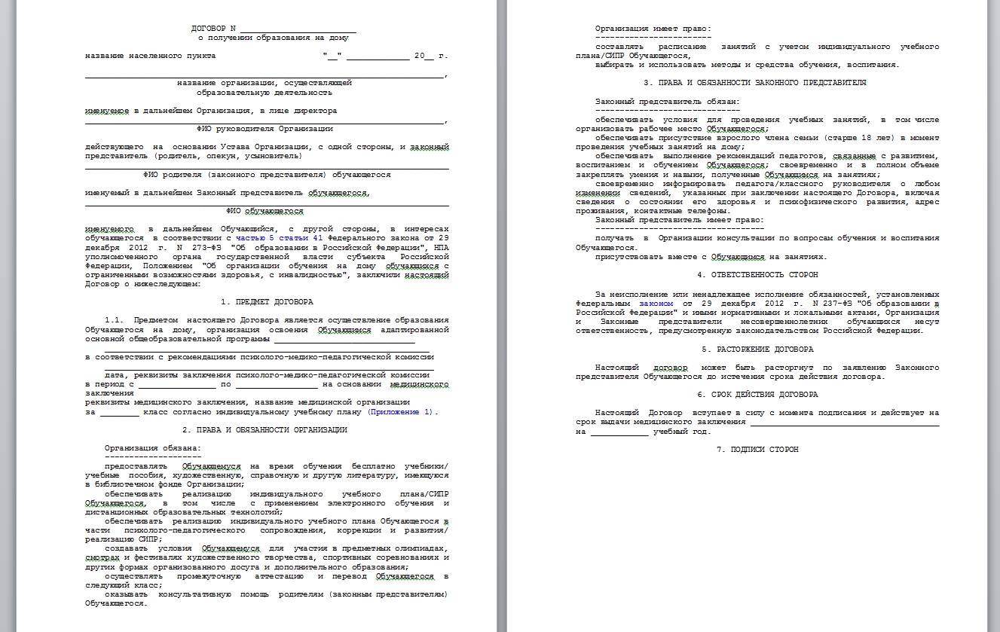 ДОГОВОР N ________________________
о получении образования на дому
название населенного пункта "__" _____________ 20__ г.
__________________________________________________________________________,
название организации, осуществляющей
образовательную деятельность
именуемое в дальнейшем Организация, в лице директора
__________________________________________________________________________,
ФИО руководителя Организации
действующего на основании Устава Организации, с одной стороны, и законный
представитель (родитель, опекун, усыновитель)
___________________________________________________________________________
ФИО родителя (законного представителя) обучающегося
именуемый в дальнейшем Законный представитель обучающегося,
___________________________________________________________________________
ФИО обучающегося
именуемого в дальнейшем Обучающийся, с другой стороны, в интересах
обучающегося в соответствии с частью 5 статьи 41 Федерального закона от 29
декабря 2012 г. N 273-ФЗ "Об образовании в Российской Федерации", НПА
уполномоченного органа государственной власти субъекта Российской
Федерации, Положением "Об организации обучения на дому обучающихся с
ограниченными возможностями здоровья, с инвалидностью", заключили настоящий
Договор о нижеследующем:
1. ПРЕДМЕТ ДОГОВОРА
1.1. Предметом настоящего Договора является осуществление образования
Обучающегося на дому, организация освоения Обучающимся адаптированной
основной общеобразовательной программы _____________________________
___________________________________________________________________
в соответствии с рекомендациями психолого-медико-педагогической комиссии
____________________________________________________________________
дата, реквизиты заключения психолого-медико-педагогической комиссии
в период с ________________ по _________________ на основании медицинского
заключения
реквизиты медицинского заключения, название медицинской организации
за ________ класс согласно индивидуальному учебному плану (Приложение 1).
2. ПРАВА И ОБЯЗАННОСТИ ОРГАНИЗАЦИИ
Организация обязана:
--------------------
предоставлять Обучающемуся на время обучения бесплатно учебники/
учебные пособия, художественную, справочную и другую литературу, имеющуюся
в библиотечном фонде Организации;
обеспечивать реализацию индивидуального учебного плана/СИПР
Обучающегося, в том числе с применением электронного обучения и
дистанционных образовательных технологий;
обеспечивать реализацию индивидуального учебного плана Обучающегося в
части психолого-педагогического сопровождения, коррекции и развития/
реализацию СИПР;
создавать условия Обучающемуся для участия в предметных олимпиадах,
смотрах и фестивалях художественного творчества, спортивных соревнованиях и
других формах организованного досуга и дополнительного образования;
осуществлять промежуточную аттестацию и перевод Обучающегося в
следующий класс;
оказывать консультативную помощь родителям (законным представителям)
Обучающегося.
Организация имеет право:
------------------------
составлять расписание занятий с учетом индивидуального учебного
плана/СИПР Обучающегося,
выбирать и использовать методы и средства обучения, воспитания.
3. ПРАВА И ОБЯЗАННОСТИ ЗАКОННОГО ПРЕДСТАВИТЕЛЯ
Законный представитель обязан:
------------------------------
обеспечивать условия для проведения учебных занятий, в том числе
организовать рабочее место Обучающегося;
обеспечивать присутствие взрослого члена семьи (старше 18 лет) в момент
проведения учебных занятий на дому;
обеспечивать выполнение рекомендаций педагогов, связанные с развитием,
воспитанием и обучением Обучающегося; своевременно и в полном объеме
закреплять умения и навыки, полученные Обучающимся на занятиях;
своевременно информировать педагога/классного руководителя о любом
изменении сведений, указанных при заключении настоящего Договора, включая
сведения о состоянии его здоровья и психофизического развития, адрес
проживания, контактные телефоны.
Законный представитель имеет право:
-----------------------------------
получать в Организации консультации по вопросам обучения и воспитания
Обучающегося.
присутствовать вместе с Обучающимся на занятиях.
4. ОТВЕТСТВЕННОСТЬ СТОРОН
За неисполнение или ненадлежащее исполнение обязанностей, установленных
Федеральным законом от 29 декабря 2012 г. N 237-ФЗ "Об образовании в
Российской Федерации" и иными нормативными и локальными актами, Организация
и Законные представители несовершеннолетних обучающихся несут
ответственность, предусмотренную законодательством Российской Федерации.
5. РАСТОРЖЕНИЕ ДОГОВОРА
Настоящий договор может быть расторгнут по заявлению Законного
представителя Обучающегося до истечения срока действия договора.
6. СРОК ДЕЙСТВИЯ ДОГОВОРА
Настоящий Договор вступает в силу с момента подписания и действует на
срок выдачи медицинского заключения _______________________________________
на ____________ учебный год.
7. ПОДПИСИ СТОРОН